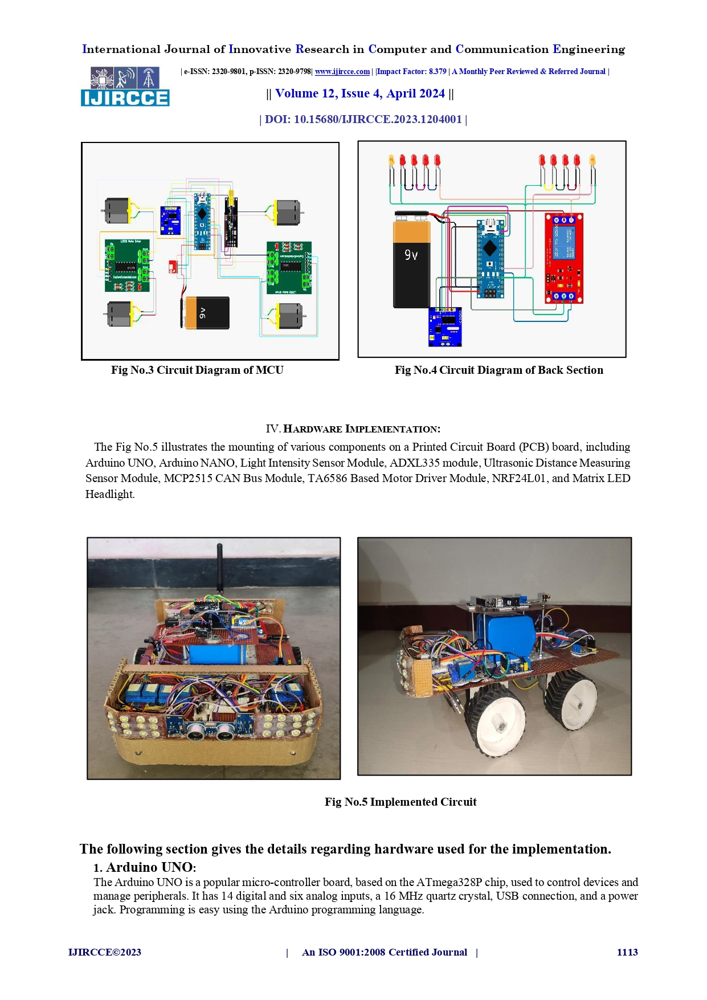 International Journal of Innovative Research in Computer and Communication Engineering
| e-ISSN: 2320-9801, p-ISSN: 2320-9798| www.ijircce.com | |Impact Factor: 8.379 | A Monthly Peer Reviewed & Referred Journal |
IJIRCCE
|| Volume 12, Issue 4, April 2024 ||
| DOI: 10.15680/IJIRCCE.2023.1204001 |
L293D Motor Driver
9v
9v
Fig No.3 Circuit Diagram of MCU
Fig No.4 Circuit Diagram of Back Section
IV. HARDWARE IMPLEMENTATION:
The Fig No.5 illustrates the mounting of various components on a Printed Circuit Board (PCB) board, including
Arduino UNO, Arduino NANO, Light Intensity Sensor Module, ADXL335 module, Ultrasonic Distance Measuring
Sensor Module, MCP2515 CAN Bus Module, TA6586 Based Motor Driver Module, NRF24L01, and Matrix LED
Headlight.
Fig No.5 Implemented Circuit
The following section gives the details regarding hardware used for the implementation.
1. Arduino UNO:
The Arduino UNO is a popular micro-controller board, based on the ATmega328P chip, used to control devices and
manage peripherals. It has 14 digital and six analog inputs, a 16 MHz quartz crystal, USB connection, and a power
jack. Programming is easy using the Arduino programming language.
IJIRCCE©2023 | An ISO 9001:2008 Certified Journal | 1113